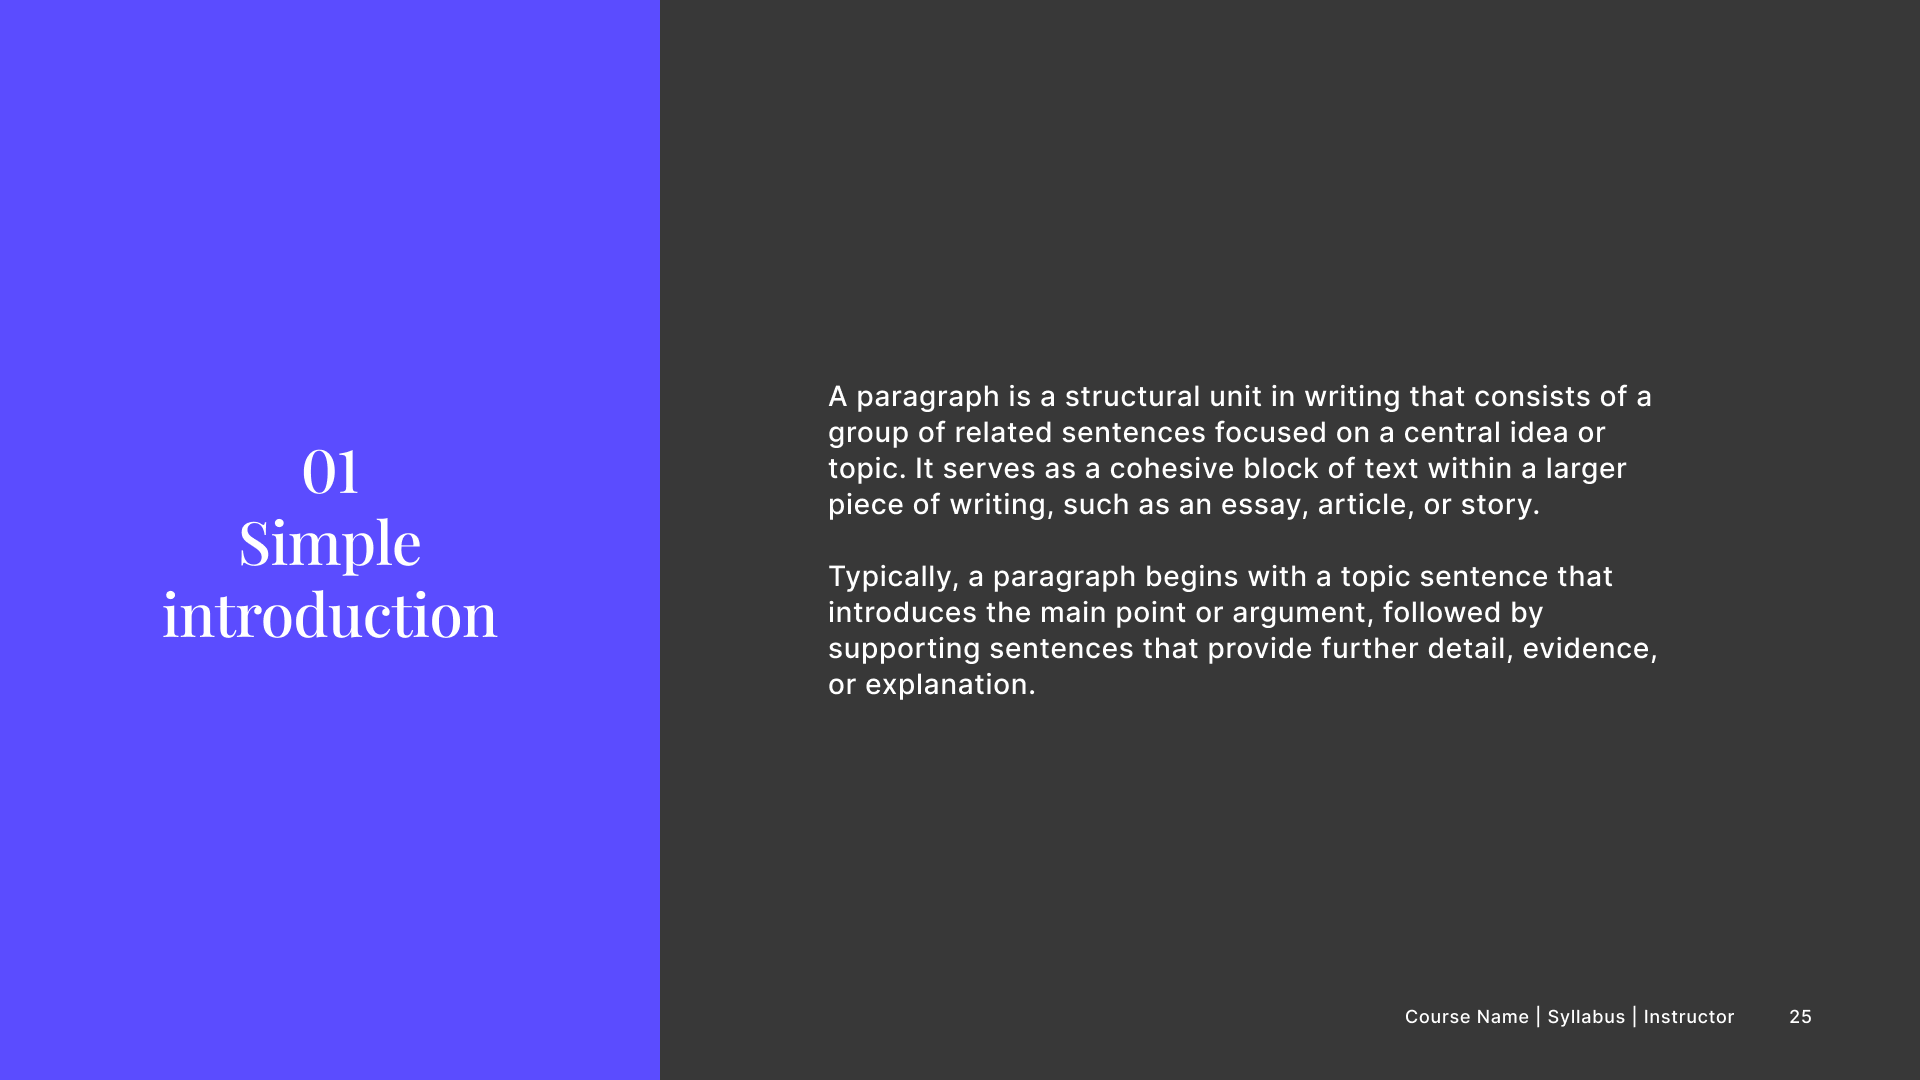 01
Simple
introduction
A paragraph is a structural unit in writing that consists of a
group of related sentences focused on a central idea or
topic. It serves as a cohesive block of text within a larger
piece of writing, such as an essay, article, or story.
Typically, a paragraph begins with a topic sentence that
introduces the main point or argument, followed by
supporting sentences that provide further detail, evidence,
or explanation.
Course Name | Syllabus | Instructor 25